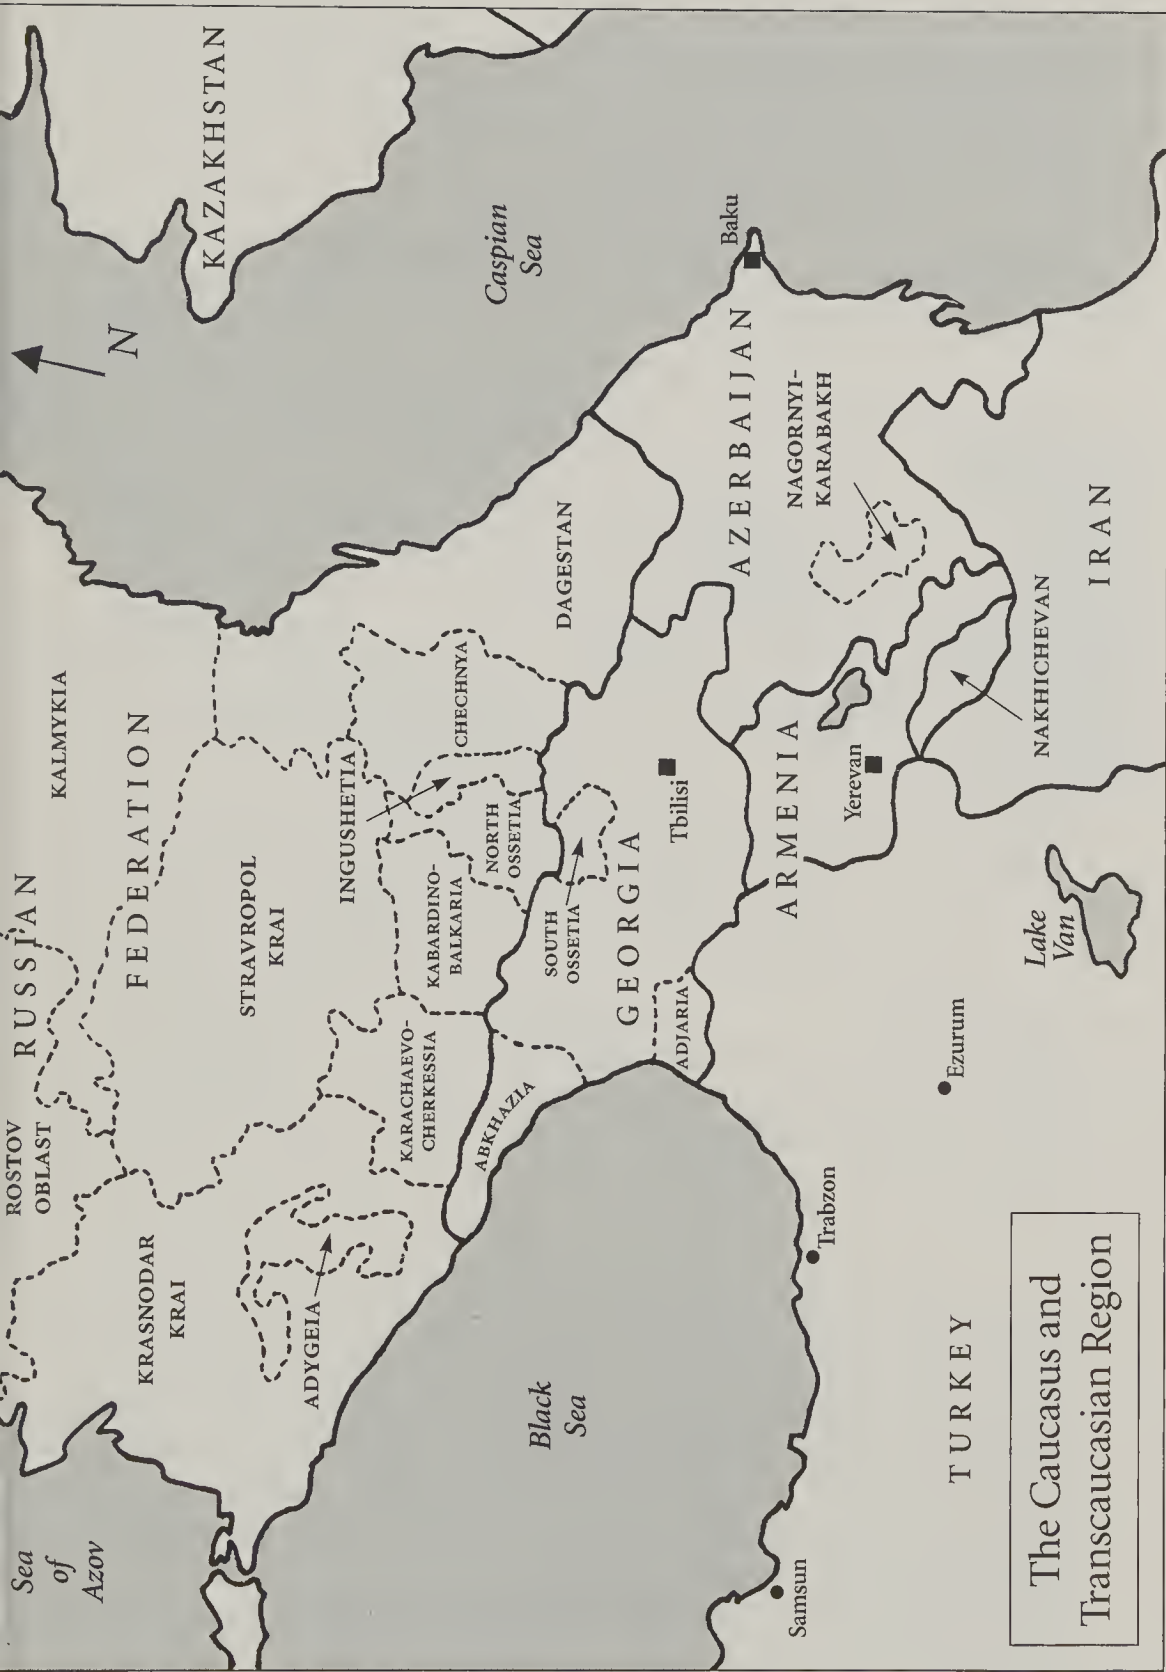 Sea
of
Azov
ROSTOV
OBLAST
RUSSIAN
FEDERATION
KALMYKIA
N
KAZAKHSTAN
KRASNODAR
KRAI
STRAVROPOL
KRAI
ADYGEIA
INGUSHETIA
KARACHAEVO-
CHERKESSIA
KABARDINO-
BALKARIA
NORTH
OSSETIA
CHECHNYA
DAGESTAN
Caspian
Sea
Black
Sea
ABKHAZIA
SOUTH
OSSETIA
GEORGIA
Tbilisi
ADJARIA
AZERBAIJAN
Baku
NAGORNYI-
KARABAKH
ARMENIA
Yerevan
Samsun
Trabzon
Ezurum
TURKEY
Lake
Van
NAKHICHEVAN
IRAN
The Caucasus and
Transcaucasian Region